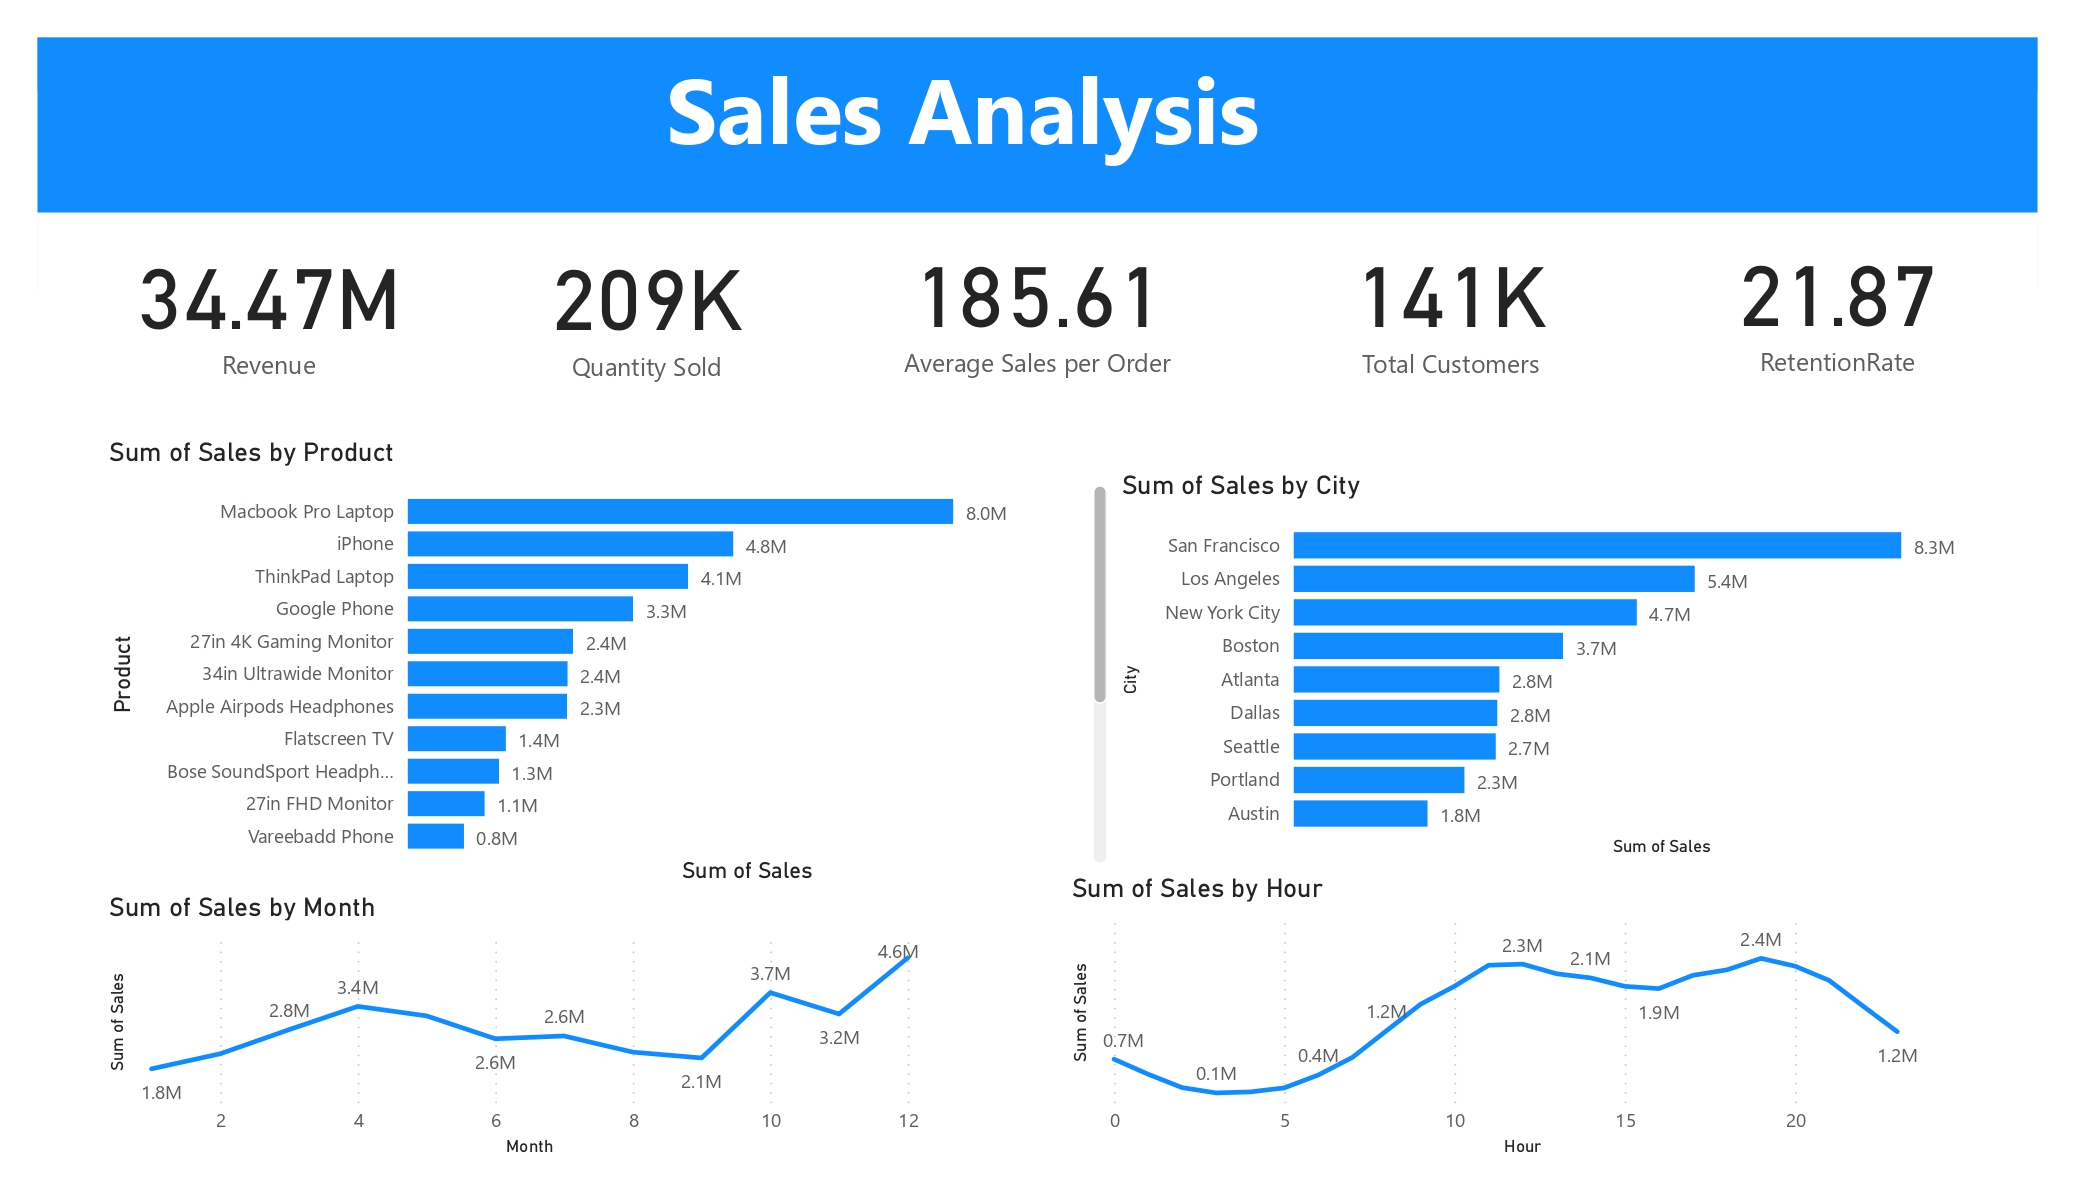 Sales Analysis
34.47M
Revenue
209K
Quantity Sold
185.61
Average Sales per Order
141K
Total Customers
21.87
RetentionRate
Sum of Sales by Product
Product
Macbook Pro Laptop 8.0M
iPhone 4.8M
ThinkPad Laptop 4.1M
Google Phone 3.3M
27in 4K Gaming Monitor 2.4M
34in Ultrawide Monitor 2.4M
Apple Airpods Headphones 2.3M
Flatscreen TV 1.4M
Bose SoundSport Headph... 1.3M
27in FHD Monitor 1.1M
Vareebadd Phone 0.8M
Sum of Sales
Sum of Sales by City
City
San Francisco 8.3M
Los Angeles 5.4M
New York City 4.7M
Boston 3.7M
Atlanta 2.8M
Dallas 2.8M
Seattle 2.7M
Portland 2.3M
Austin 1.8M
Sum of Sales
Sum of Sales by Month
Sum of Sales
1.8M 2.8M 3.4M 2.6M 2.6M 2.1M 3.7M 3.2M 4.6M
2 4 6 8 10 12
Month
Sum of Sales by Hour
Sum of Sales
0.7M 0.1M 0.4M 1.2M 2.3M 2.1M 1.9M 2.4M 1.2M
0 5 10 15 20
Hour